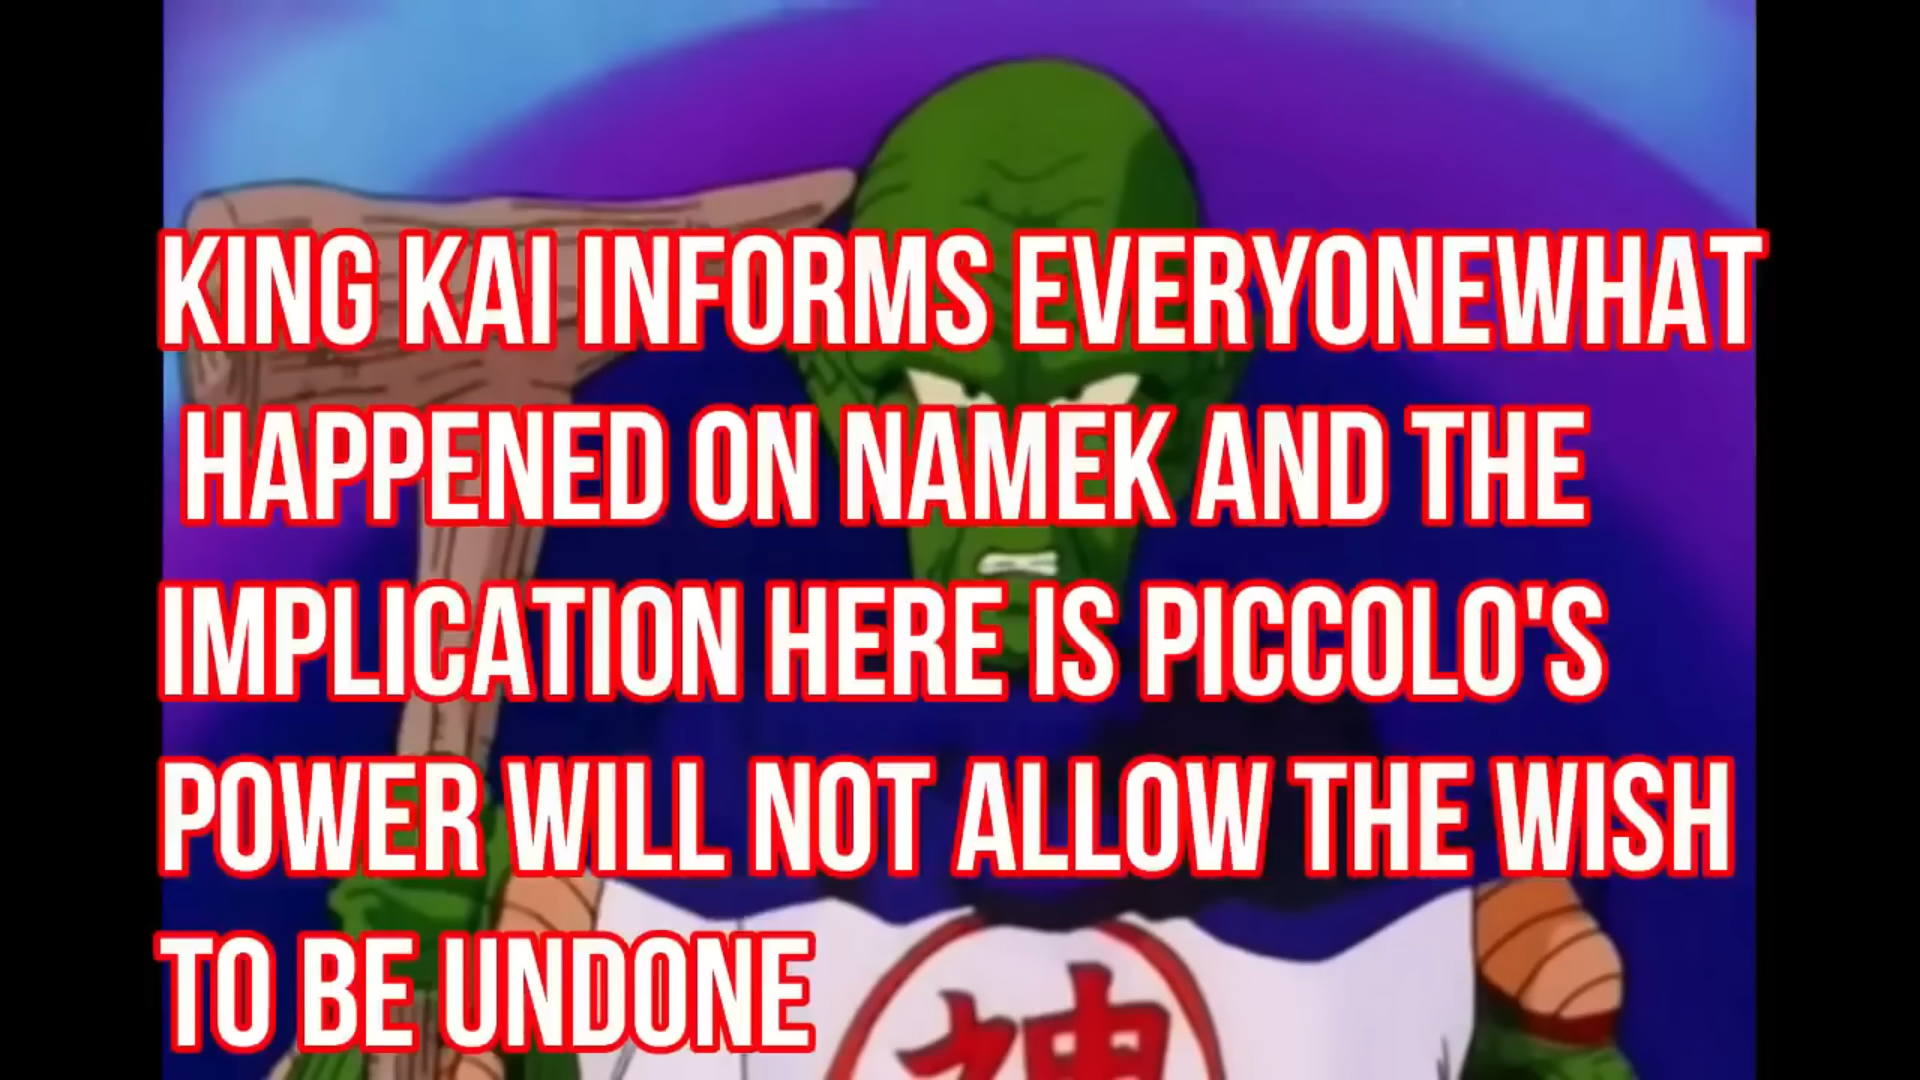 KING KAI INFORMS EVERYONEWHAT
HAPPENED ON NAMEK AND THE
IMPLICATION HERE IS PICCOLO'S
POWER WILL NOT ALLOW THE WISH
TO BE UNDONE
神